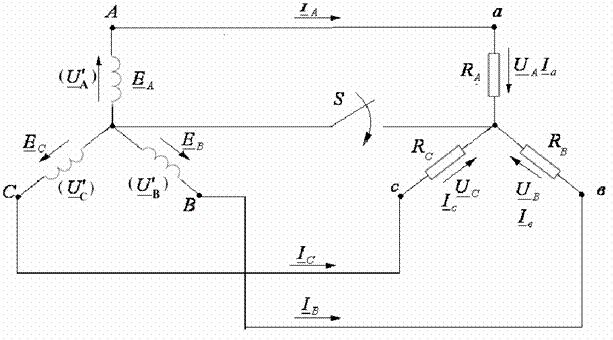 A
I_A
a
(U'_A)
E_A
R_A
U_A I_a
S
E_C
E_B
R_C
R_B
(U'_C)
(U'_B)
C
B
c
U_C
I_c
U_B
I_в
в
I_C
I_B